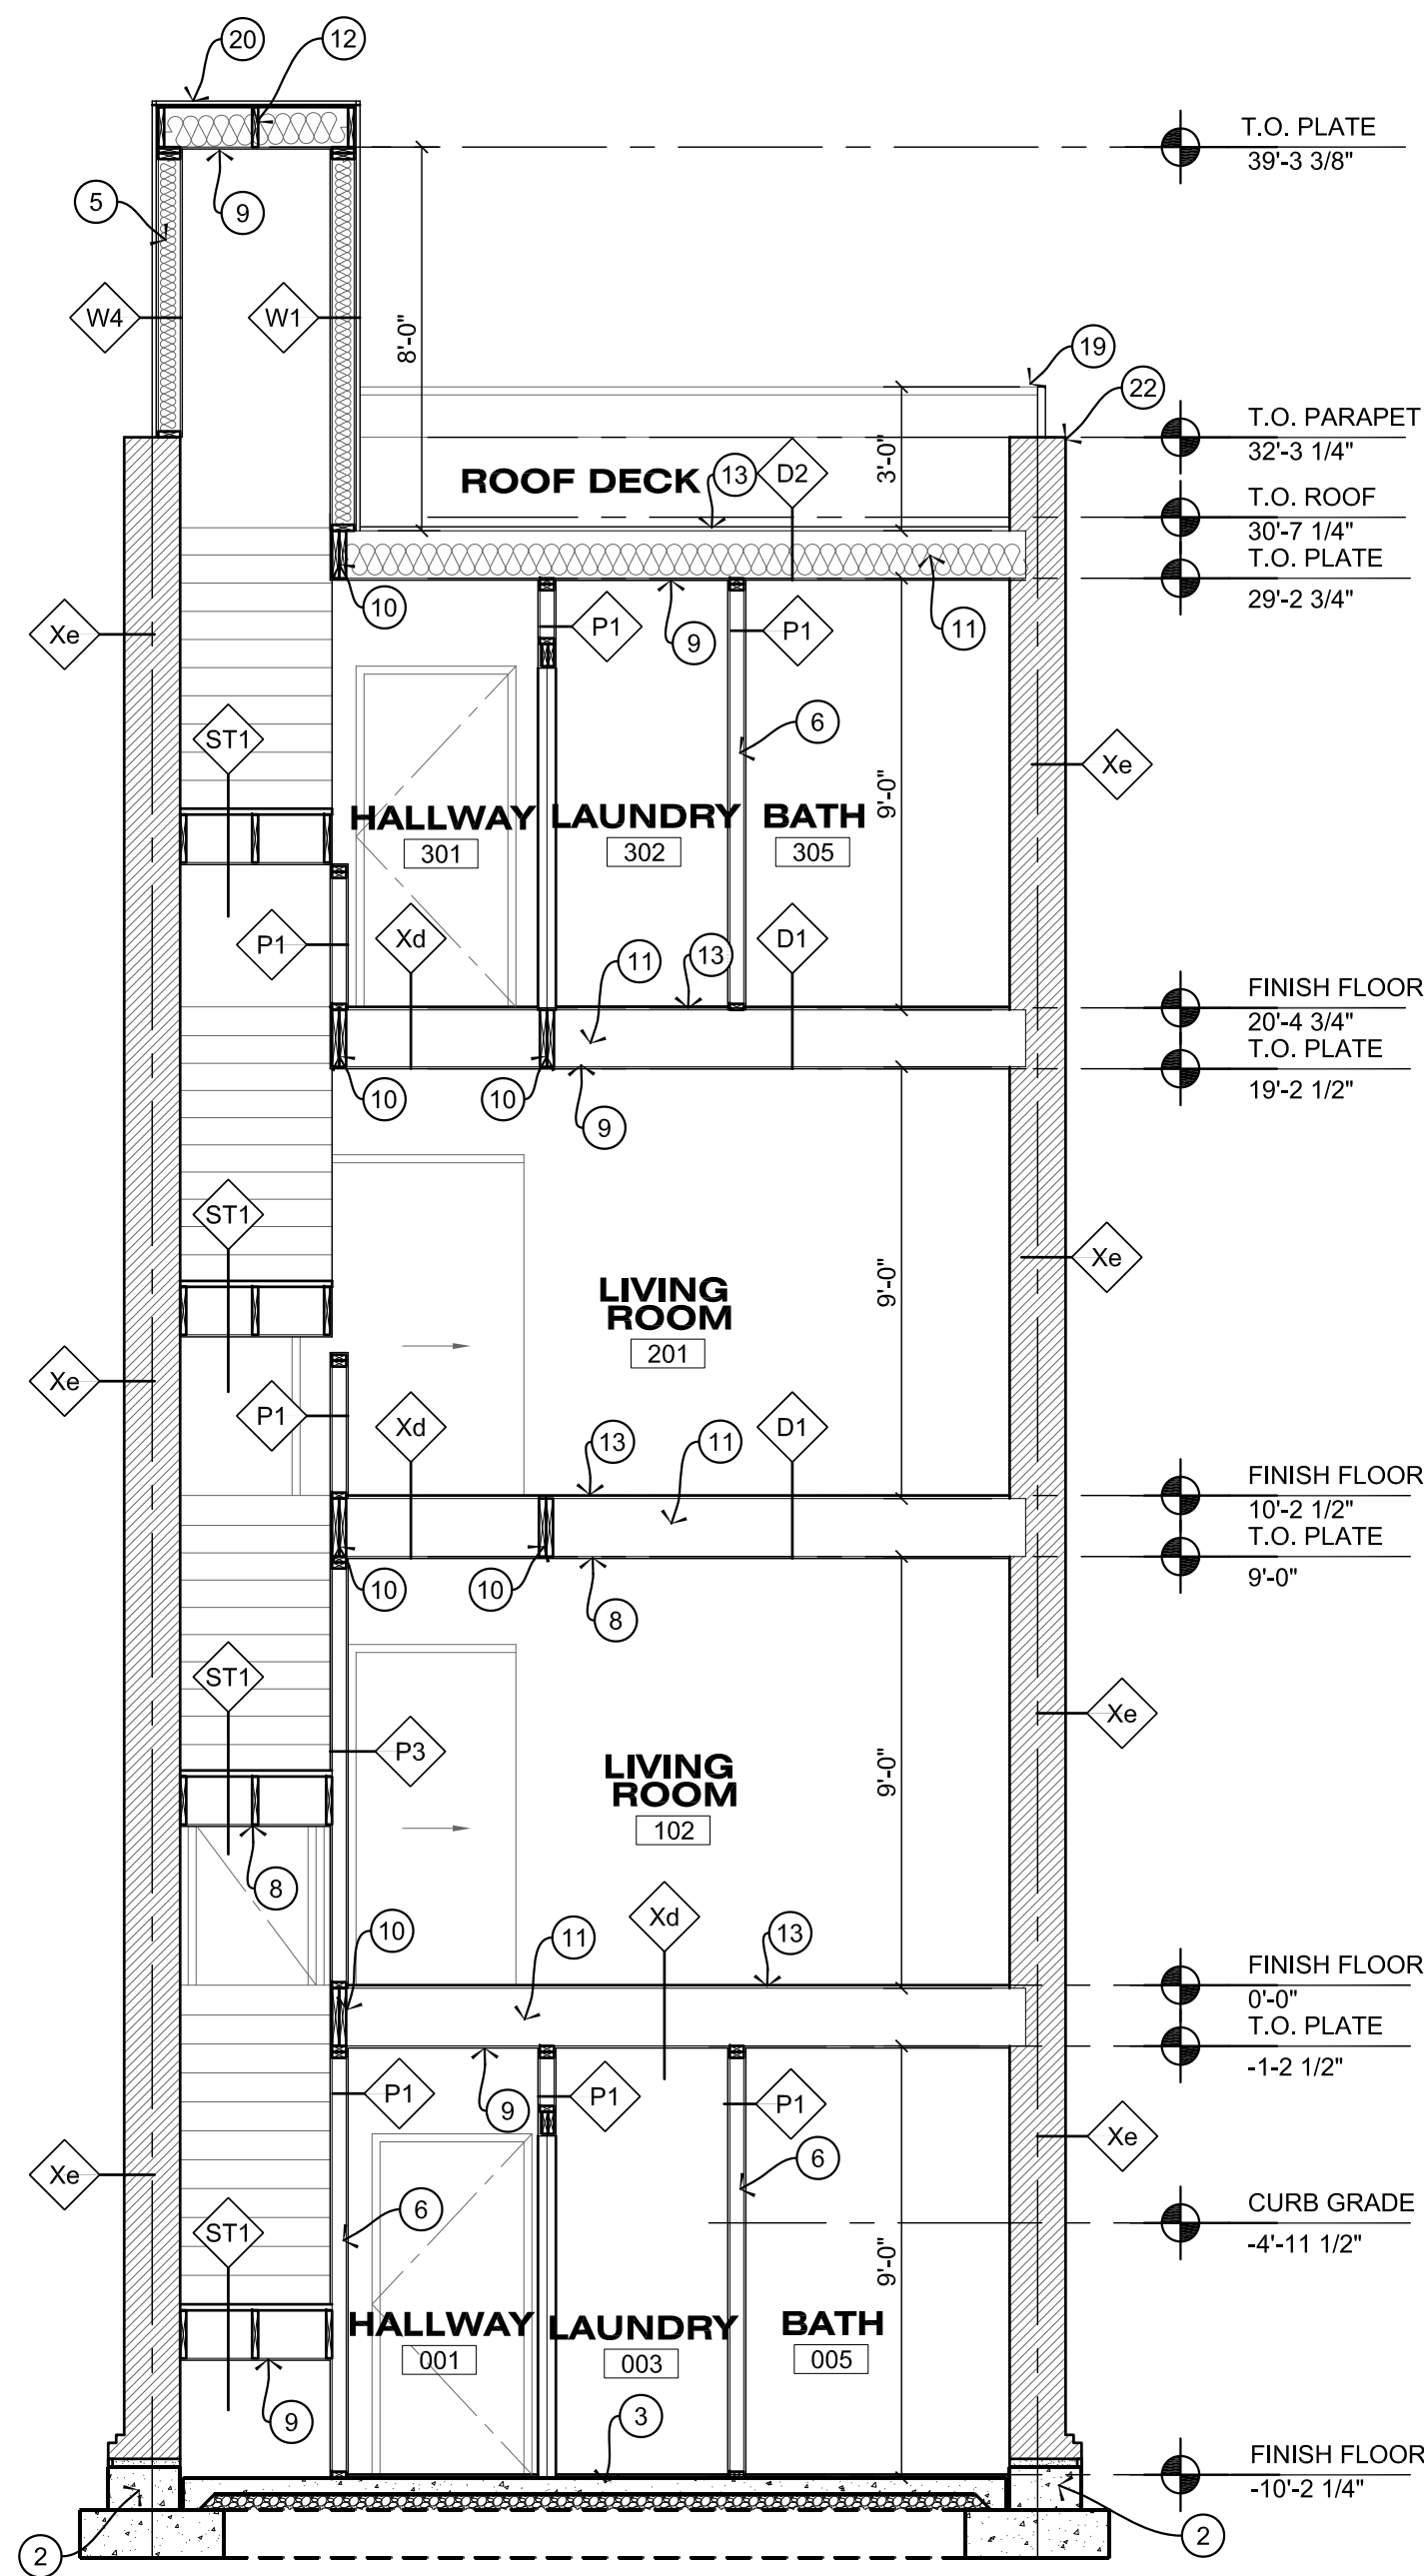 20
12
T.O. PLATE
39'-3 3/8"
5
9
W4
W1
8'-0"
19
22
T.O. PARAPET
32'-3 1/4"
3'-0"
ROOF DECK
13
D2
T.O. ROOF
30'-7 1/4"
T.O. PLATE
29'-2 3/4"
10
P1
9
P1
11
Xe
6
ST1
Xe
9'-0"
HALLWAY
301
LAUNDRY
302
BATH
305
P1
Xd
11
13
D1
FINISH FLOOR
20'-4 3/4"
T.O. PLATE
19'-2 1/2"
10
10
9
ST1
Xe
9'-0"
LIVING
ROOM
201
Xe
P1
Xd
13
11
D1
FINISH FLOOR
10'-2 1/2"
T.O. PLATE
9'-0"
10
10
8
ST1
Xe
P3
9'-0"
LIVING
ROOM
102
8
10
11
Xd
13
FINISH FLOOR
0'-0"
T.O. PLATE
-1-2 1/2"
P1
9
P1
P1
Xe
Xe
6
6
CURB GRADE
-4'-11 1/2"
ST1
9'-0"
HALLWAY
001
LAUNDRY
003
BATH
005
9
3
FINISH FLOOR
-10'-2 1/4"
2
2